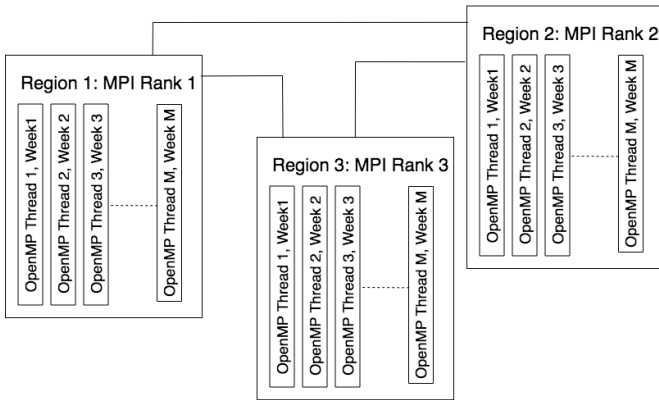 Region 1: MPI Rank 1
OpenMP Thread 1, Week1
OpenMP Thread 2, Week 2
OpenMP Thread 3, Week 3
OpenMP Thread M, Week M
Region 3: MPI Rank 3
OpenMP Thread 1, Week1
OpenMP Thread 2, Week 2
OpenMP Thread 3, Week 3
OpenMP Thread M, Week M
Region 2: MPI Rank 2
OpenMP Thread 1, Week1
OpenMP Thread 2, Week 2
OpenMP Thread 3, Week 3
OpenMP Thread M, Week M